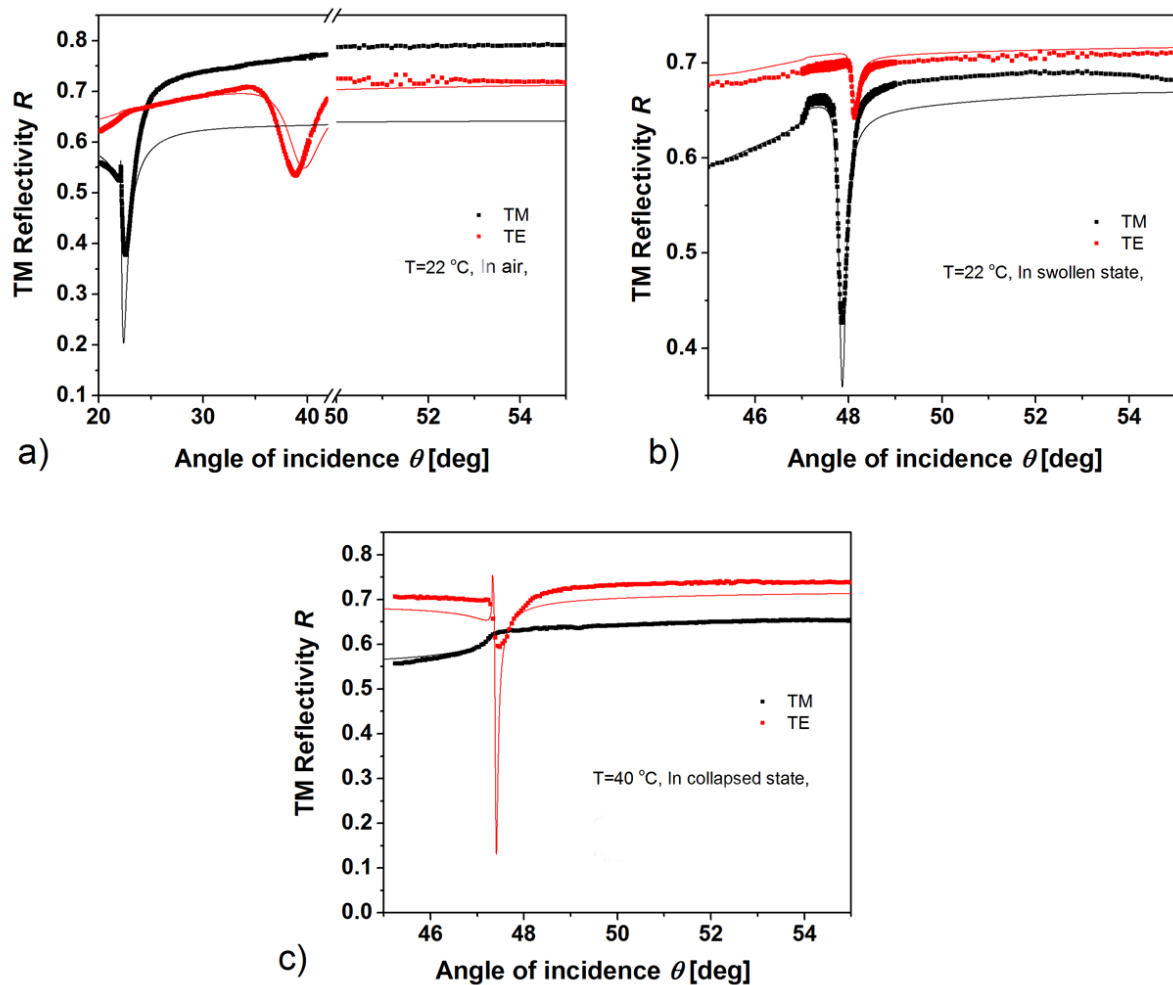 TM Reflectivity R
0.8
0.7
0.6
0.5
0.4
0.3
0.2
0.1
20
30
40
50
52
54
TM
TE
T=22 °C, In air,
Angle of incidence θ [deg]
a)
TM Reflectivity R
0.7
0.6
0.5
0.4
46
48
50
52
54
TM
TE
T=22 °C, In swollen state,
Angle of incidence θ [deg]
b)
TM Reflectivity R
0.8
0.7
0.6
0.5
0.4
0.3
0.2
0.1
0.0
46
48
50
52
54
TM
TE
T=40 °C, In collapsed state,
Angle of incidence θ [deg]
c)